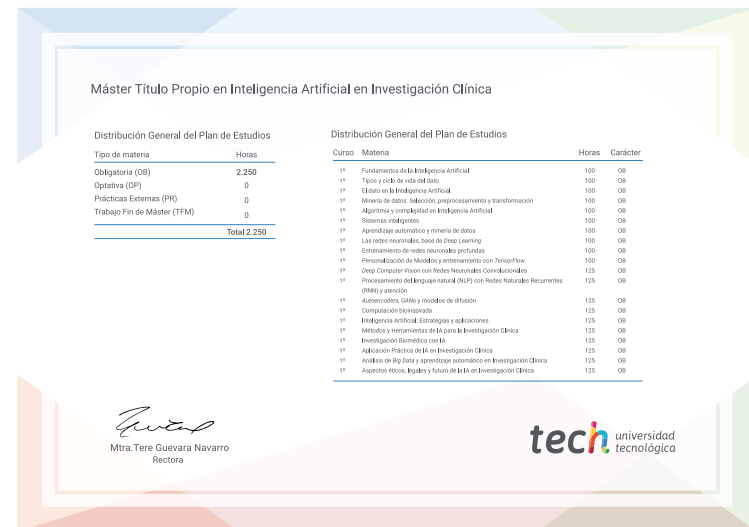 Máster Título Propio en Inteligencia Artificial en Investigación Clínica
Distribución General del Plan de Estudios
Tipo de materia Horas
Obligatoria (OB) 2.250
Optativa (OP) 0
Prácticas Externas (PR) 0
Trabajo Fin de Máster (TFM) 0
Total 2.250
Distribución General del Plan de Estudios
Curso Materia Horas Carácter
1º Fundamentos de la Inteligencia Artificial 100 OB
1º Tipos y ciclo de vida del dato 100 OB
1º El dato en la Inteligencia Artificial 100 OB
1º Minería de datos. Selección, preprocesamiento y transformación 100 OB
1º Algoritmia y complejidad en Inteligencia Artificial 100 OB
1º Sistemas inteligentes 100 OB
1º Aprendizaje automático y minería de datos 100 OB
1º Las redes neuronales, base de Deep Learning 100 OB
1º Entrenamiento de redes neuronales profundas 100 OB
1º Personalización de Modelos y entrenamiento con TensorFlow 100 OB
1º Deep Computer Vision con Redes Neuronales Convolucionales 125 OB
1º Procesamiento del lenguaje natural (NLP) con Redes Naturales Recurrentes 125 OB
(RNN) y atención
1º Autoencoders, GANs y modelos de difusión 125 OB
1º Computación bioinspirada 125 OB
1º Inteligencia Artificial: Estrategias y aplicaciones 125 OB
1º Métodos y Herramientas de IA para la Investigación Clínica 125 OB
1º Investigación Biomédica con IA 125 OB
1º Aplicación Práctica de IA en Investigación Clínica 125 OB
1º Análisis de Big Data y aprendizaje automático en Investigación Clínica 125 OB
1º Aspectos éticos, legales y futuro de la IA en Investigación Clínica 125 OB
Mtra.Tere Guevara Navarro
Rectora
tech universidad
tecnológica